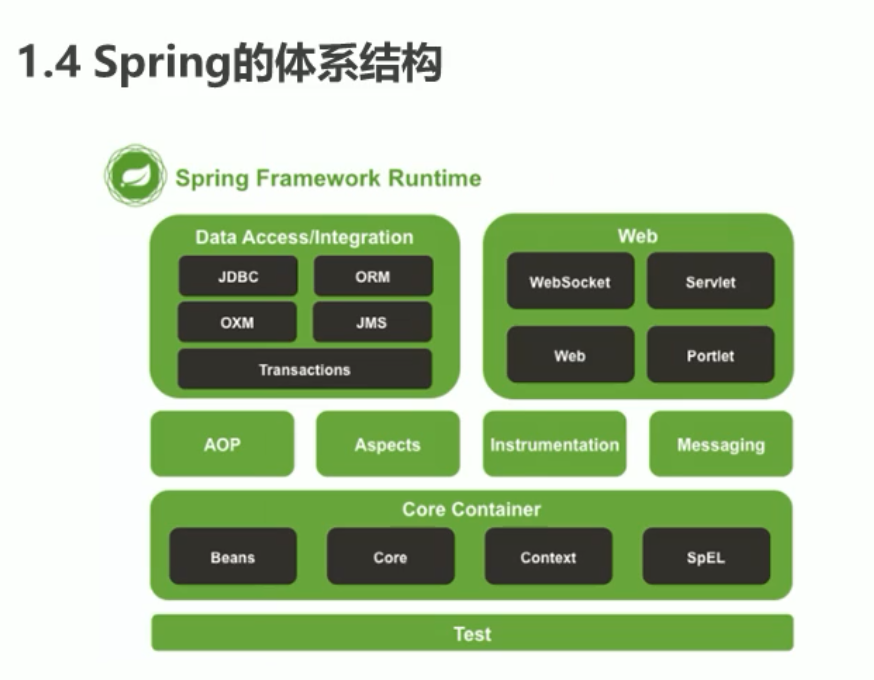 1.4 Spring的体系结构
Spring Framework Runtime
Data Access/Integration
JDBC
ORM
OXM
JMS
Transactions
Web
WebSocket
Servlet
Web
Portlet
AOP
Aspects
Instrumentation
Messaging
Core Container
Beans
Core
Context
SpEL
Test